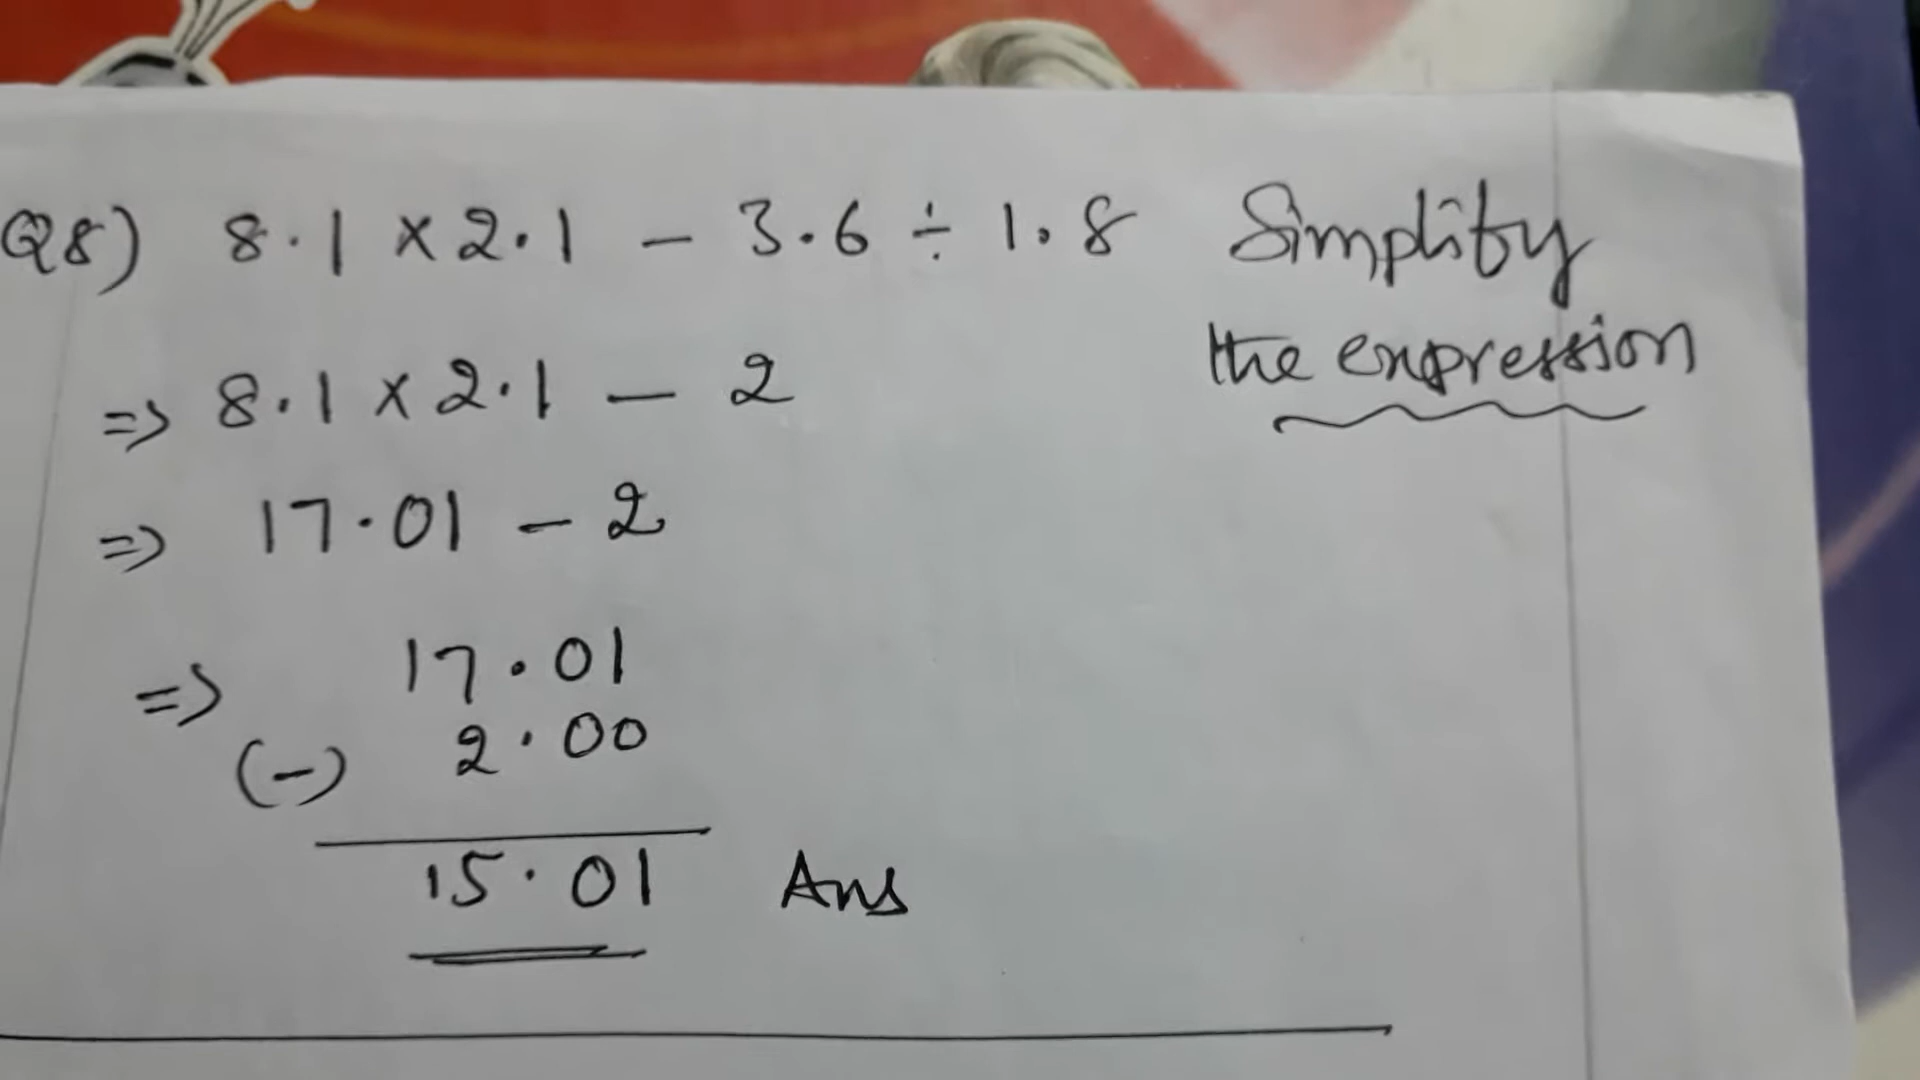 Q8) 8.1 × 2.1 – 3.6 ÷ 1.8 Simplify
the expression
⇒ 8.1 × 2.1 – 2
⇒ 17.01 – 2
⇒ 17.01
(-) 2.00
15.01 Ans